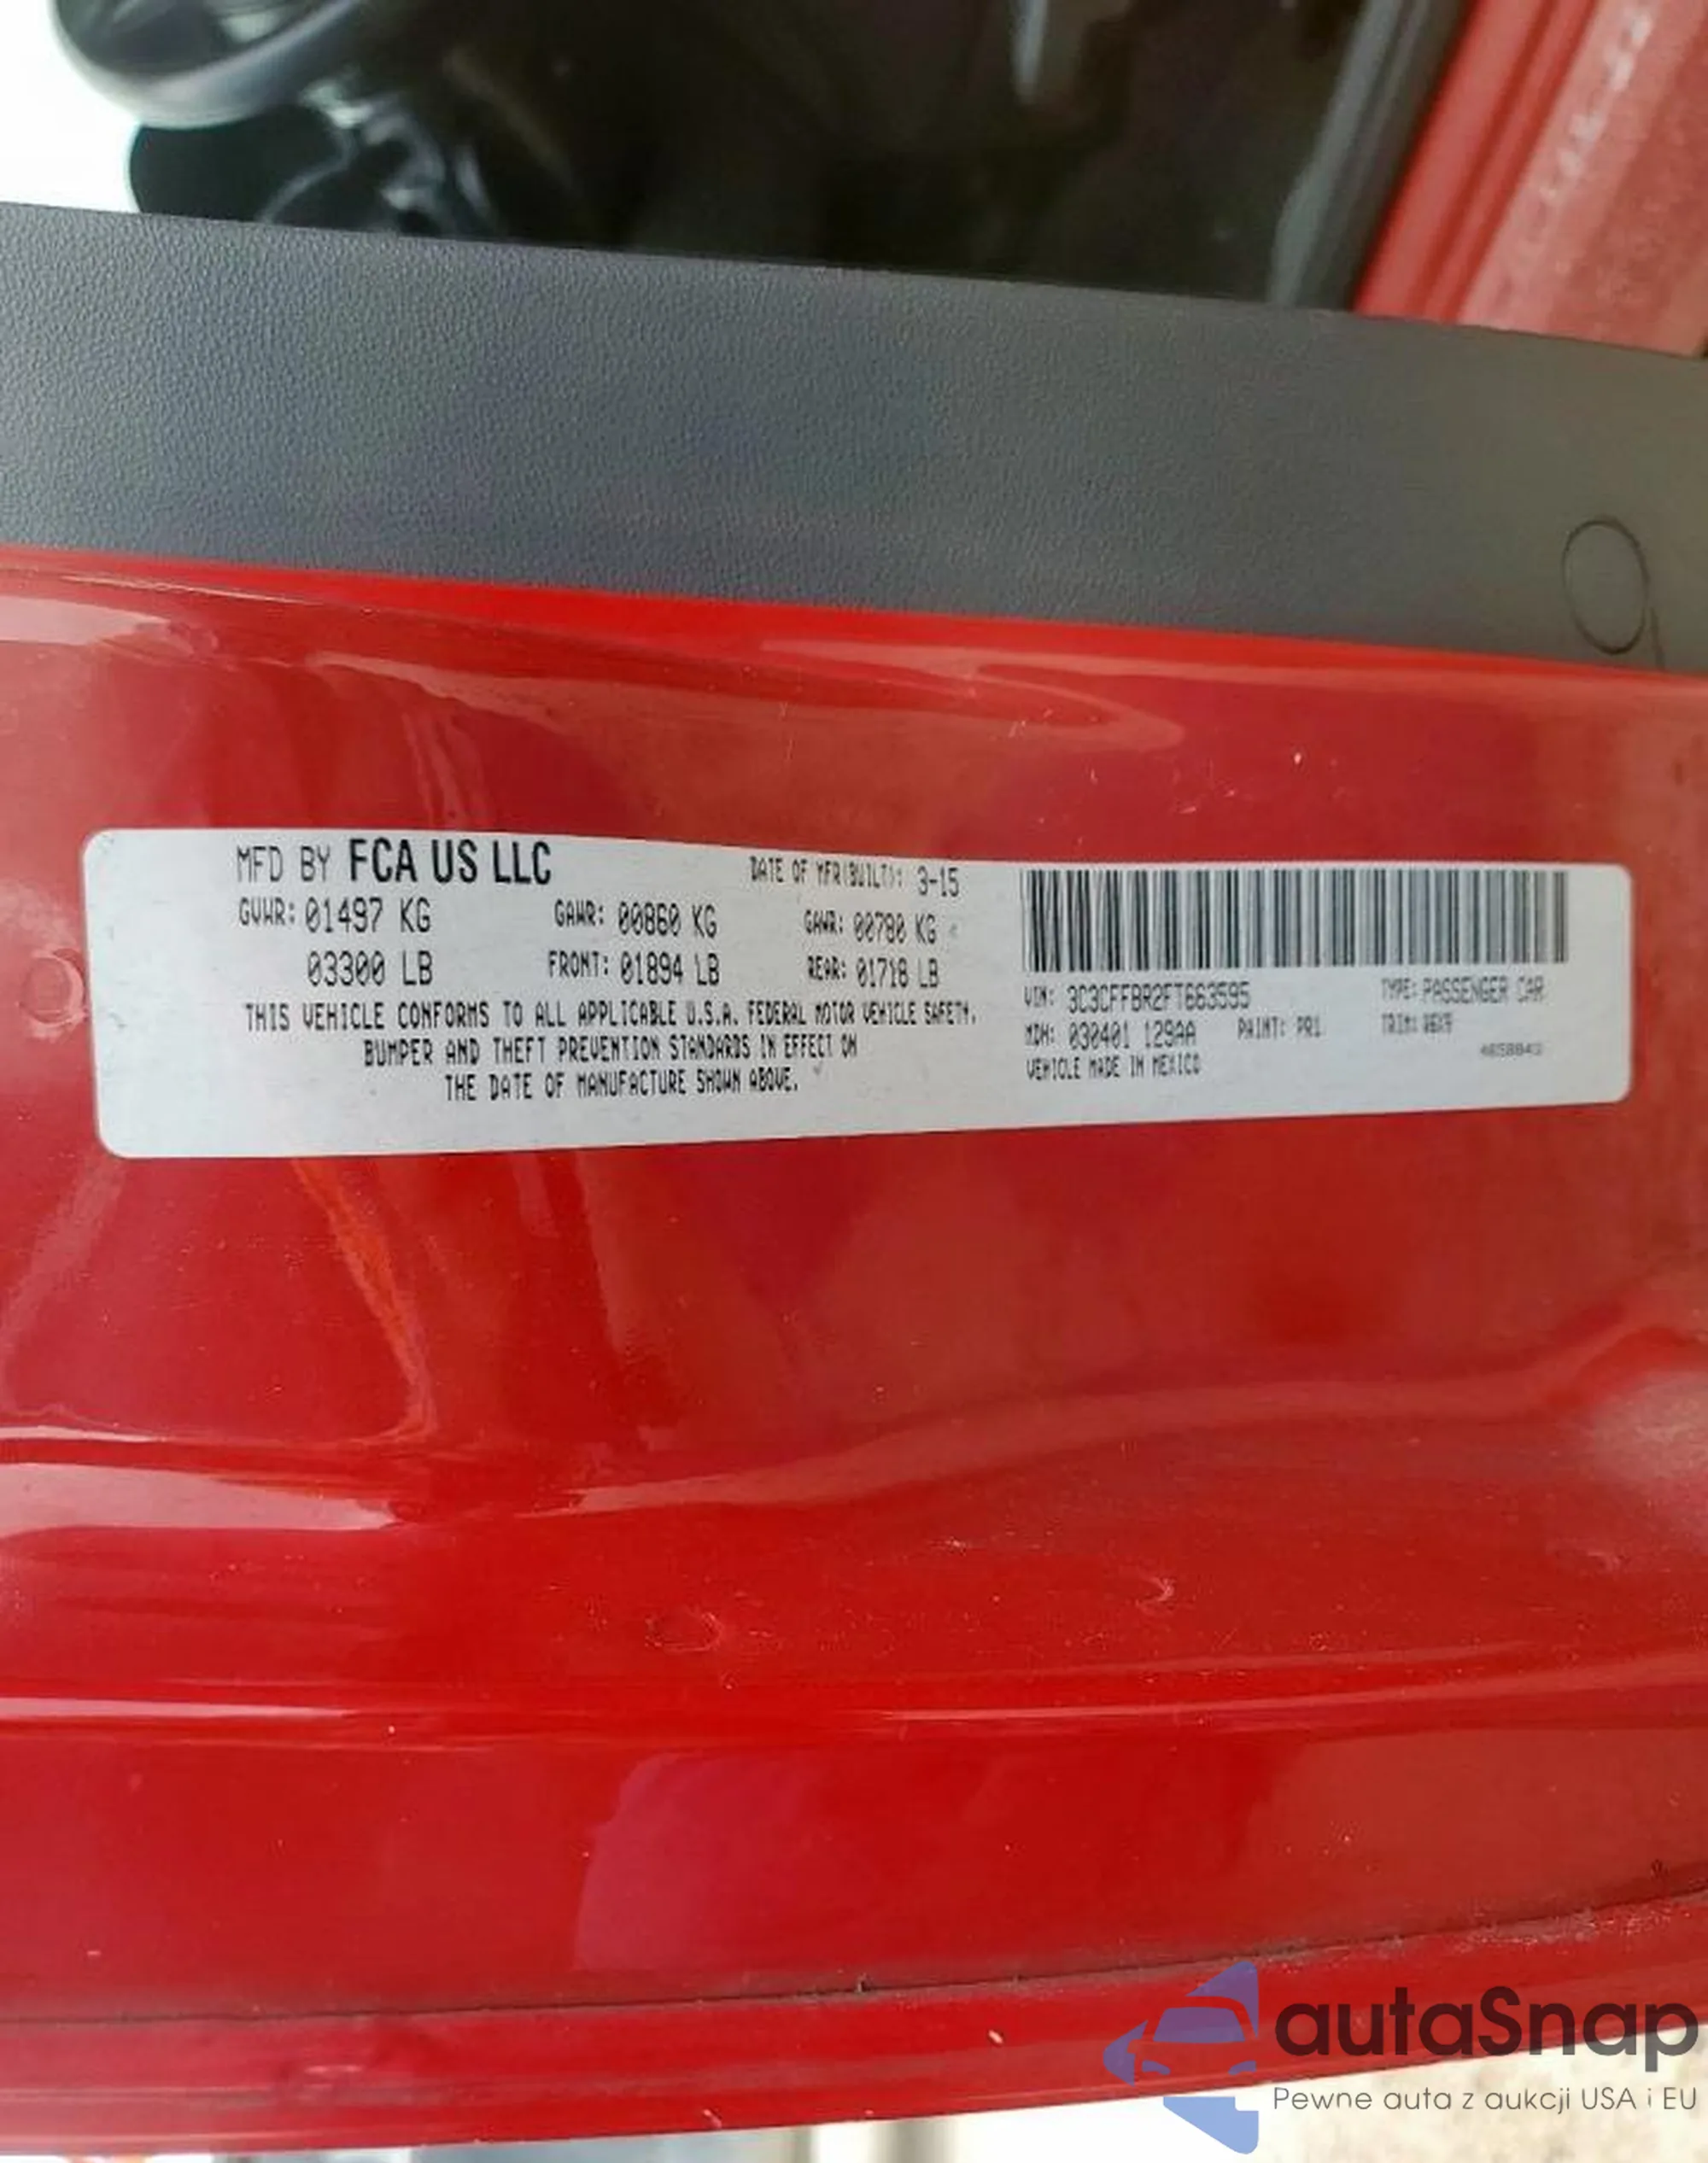 MFD BY FCA US LLC DATE OF MFR(BUILT): 3-15
GVWR: 01497 KG GAWR: 00860 KG GAWR: 00780 KG
03300 LB FRONT: 01894 LB REAR: 01718 LB
THIS VEHICLE CONFORMS TO ALL APPLICABLE U.S.A. FEDERAL MOTOR VEHICLE SAFETY,
BUMPER AND THEFT PREVENTION STANDARDS IN EFFECT ON
THE DATE OF MANUFACTURE SHOWN ABOVE.
VIN: 3C3CFFBR2FT663595 TYPE: PASSENGER CAR
MDH: 030401 129AA PAINT: PR1 TRIM:
VEHICLE MADE IN MEXICO
autaSnap
Pewne auta z aukcji USA i EU